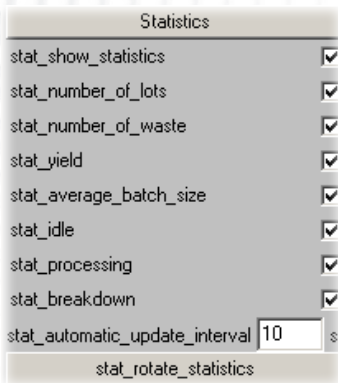 Statistics
stat_show_statistics
stat_number_of_lots
stat_number_of_waste
stat_yield
stat_average_batch_size
stat_idle
stat_processing
stat_breakdown
stat_automatic_update_interval 10 s
stat_rotate_statistics